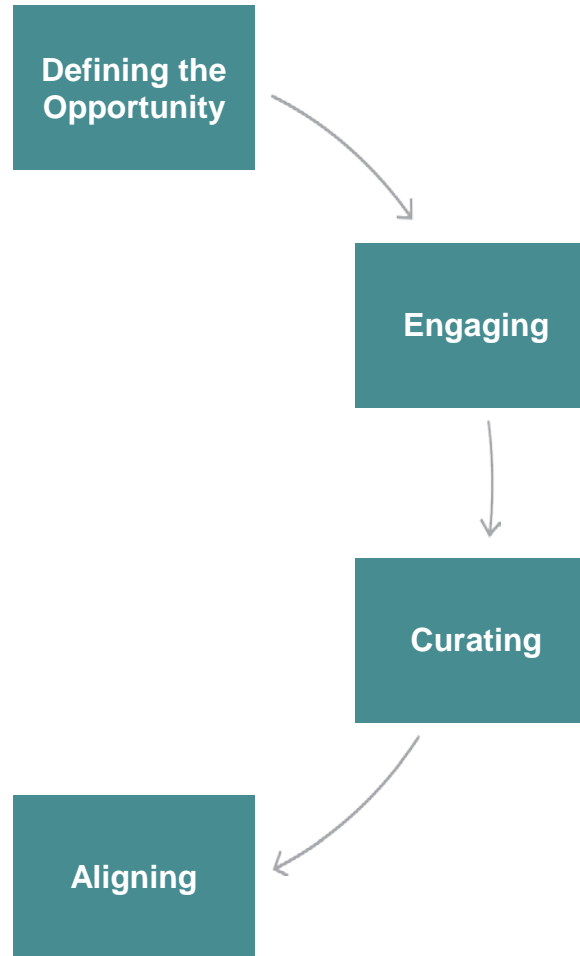 Defining the
Opportunity
Engaging
Curating
Aligning